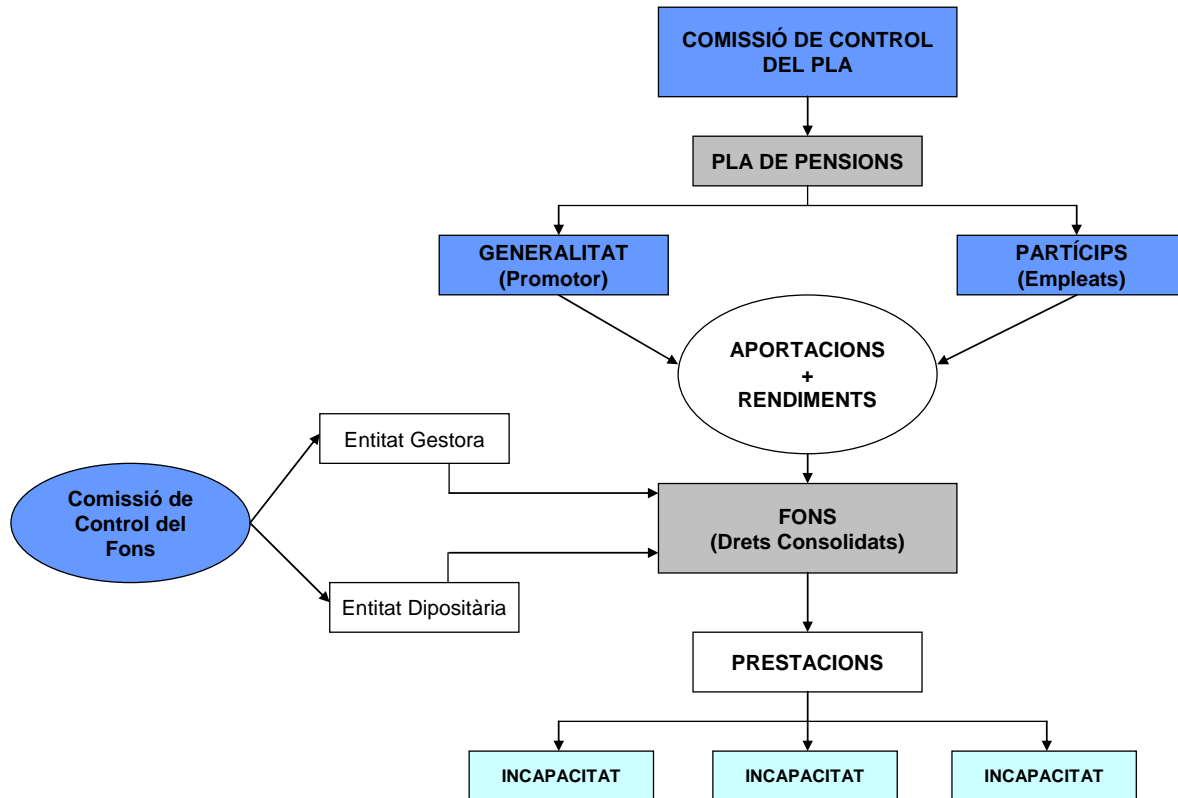 COMISSIÓ DE CONTROL
DEL PLA
PLA DE PENSIONS
GENERALITAT
(Promotor)
PARTÍCIPS
(Empleats)
APORTACIONS
+
RENDIMENTS
Entitat Gestora
Comissió de
Control del
Fons
FONS
(Drets Consolidats)
Entitat Dipositària
PRESTACIONS
INCAPACITAT
INCAPACITAT
INCAPACITAT